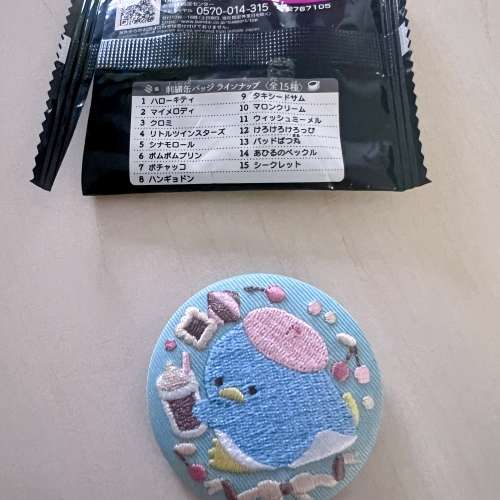 0570-014-315
2767105
刺繍缶バッジ ラインナップ 〈全15種〉
1 ハローキティ
2 マイメロディ
3 クロミ
4 リトルツインスターズ
5 シナモロール
6 ポムポムプリン
7 ポチャッコ
8 ハンギョドン
9 タキシードサム
10 マロンクリーム
11 ウィッシュミーメル
12 けろけろけろっぴ
13 バッドばつ丸
14 あひるのペックル
15 シークレット